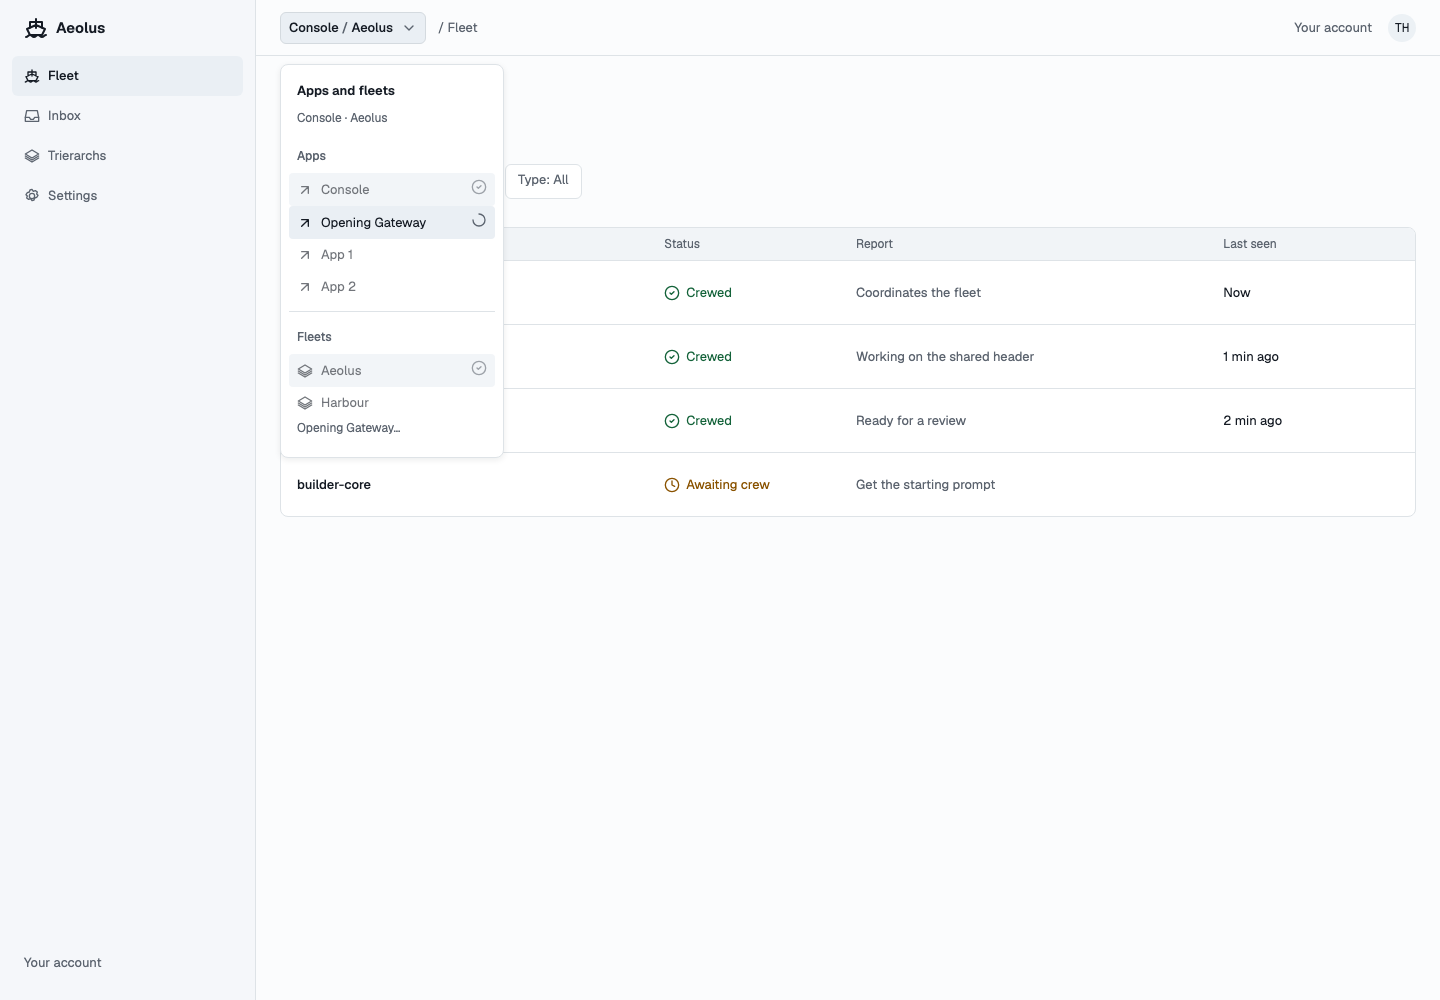 Aeolus
Fleet
Inbox
Trierarchs
Settings
Your account
Console / Aeolus
/ Fleet
Your account
TH
Apps and fleets
Console · Aeolus
Apps
Console
Opening Gateway
App 1
App 2
Fleets
Aeolus
Harbour
Opening Gateway...
Type: All
Status Report Last seen
Crewed Coordinates the fleet Now
Crewed Working on the shared header 1 min ago
Crewed Ready for a review 2 min ago
builder-core Awaiting crew Get the starting prompt